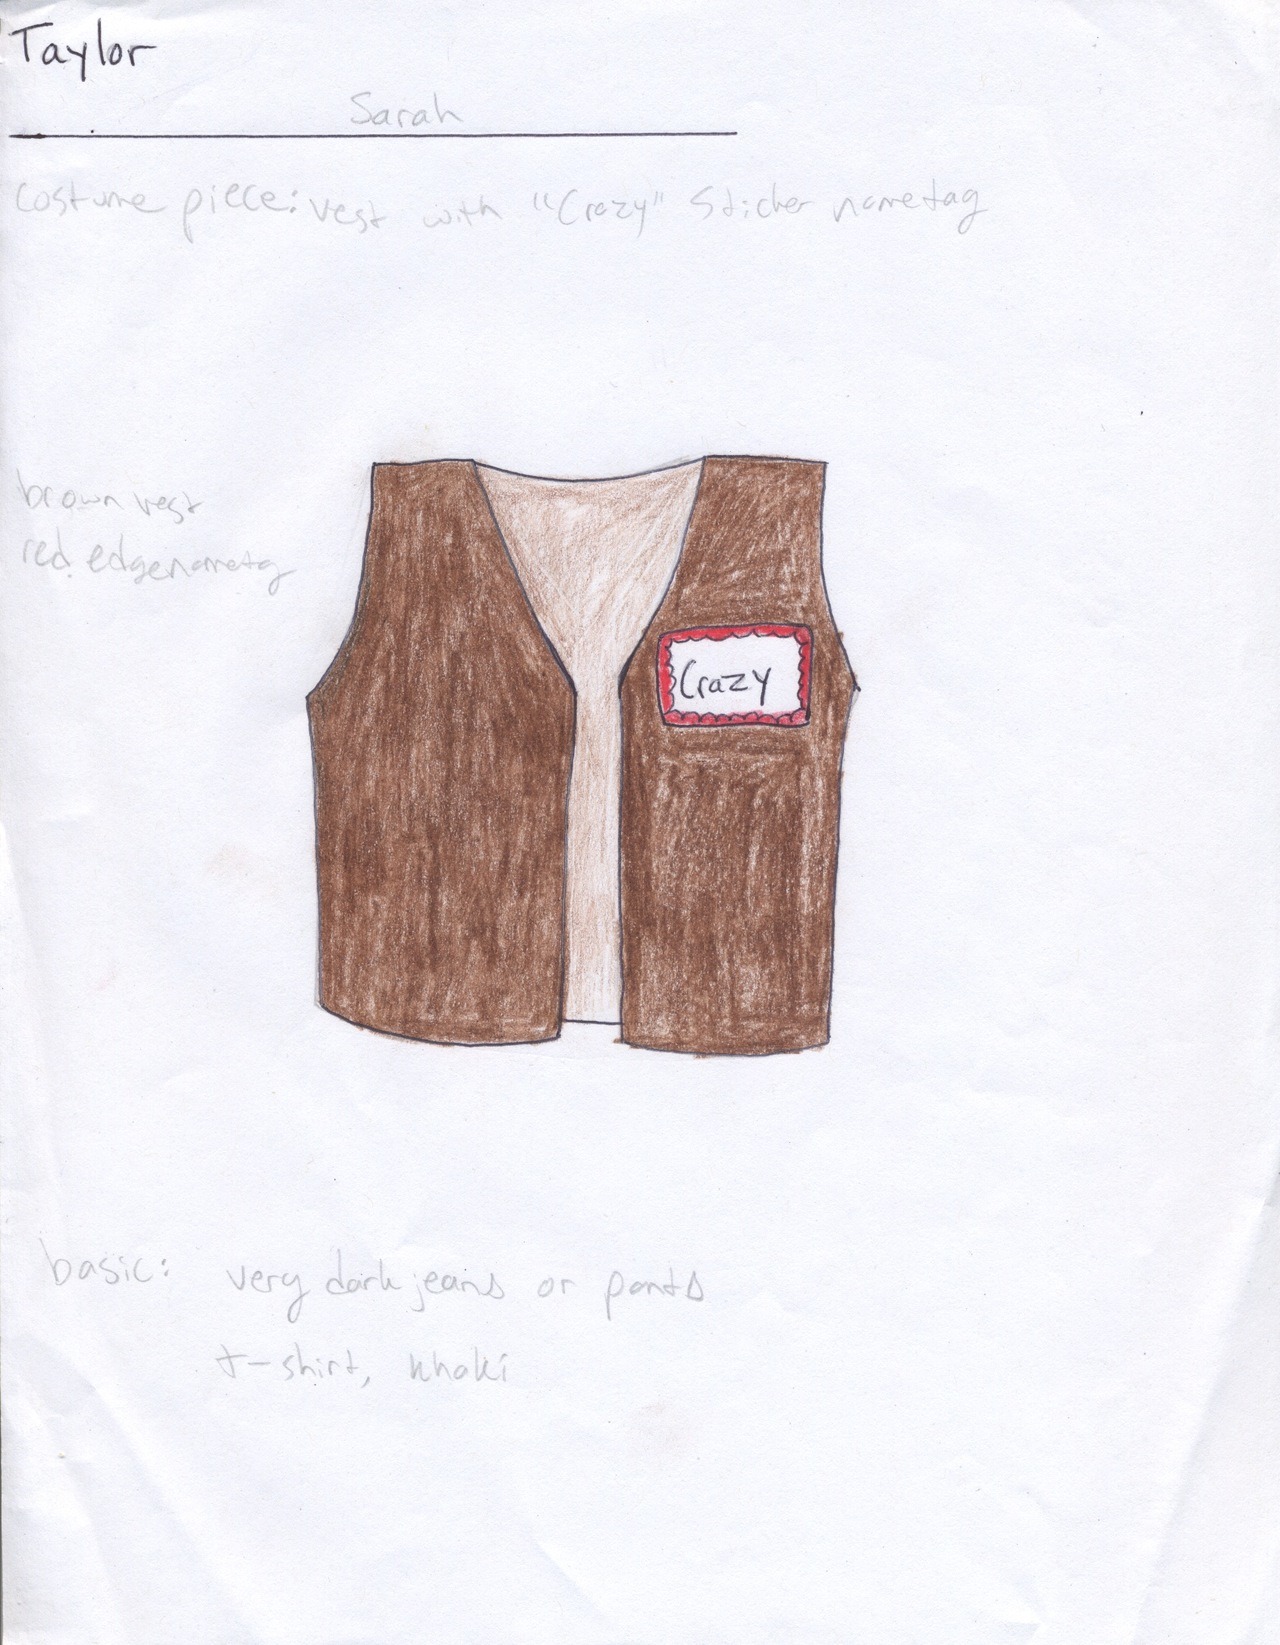 Taylor
Sarah
costume piece: vest with "Crazy" sticker nametag
brown vest
red edge nametg
Crazy
basic: very dark jeans or pants
t-shirt, khaki